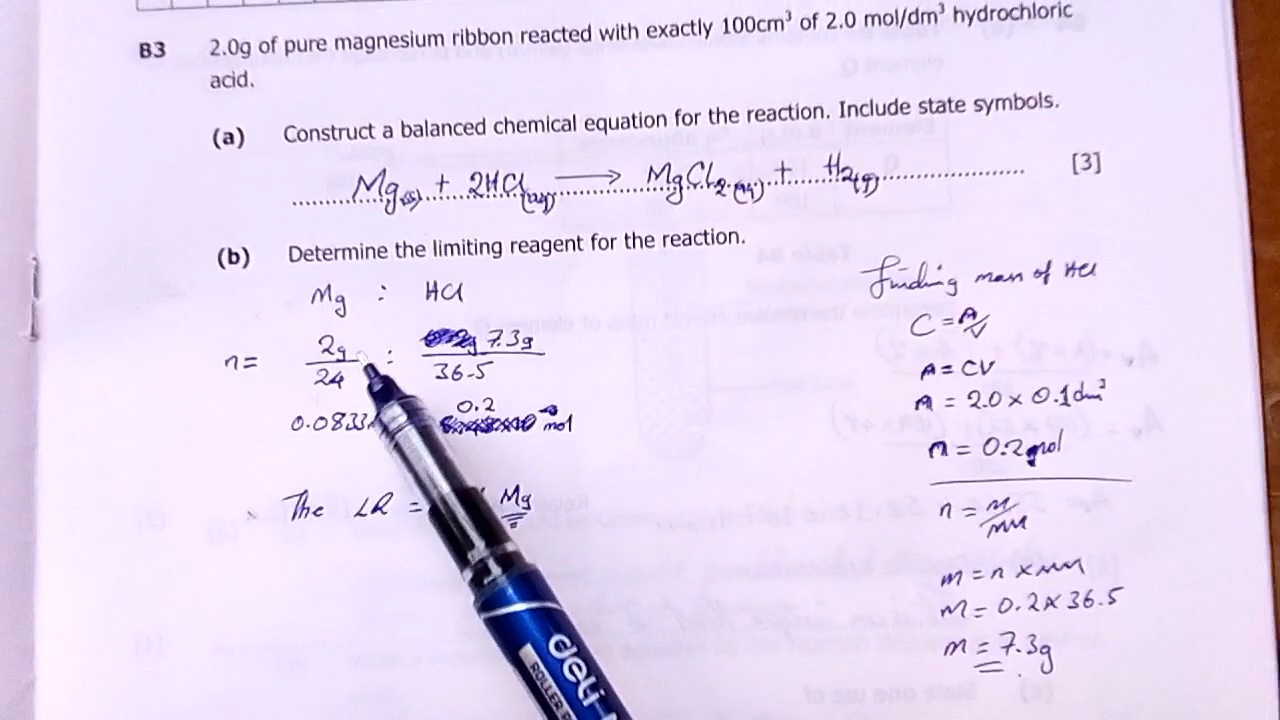 B3 2.0g of pure magnesium ribbon reacted with exactly 100cm³ of 2.0 mol/dm³ hydrochloric
acid.
(a) Construct a balanced chemical equation for the reaction. Include state symbols.
Mg(s) + 2HCl(aq) → MgCl2(aq) + H2(g) [3]
(b) Determine the limiting reagent for the reaction.
Mg : HCl
n = 2g/24 : 7.3g/36.5
0.0833 0.2 mol
The LR = Mg
Finding mass of HCl
C = n/V
n = CV
n = 2.0 x 0.1dm³
n = 0.2mol
n = m/mm
m = n x mm
m = 0.2 x 36.5
m = 7.3g
deli
ROLLER